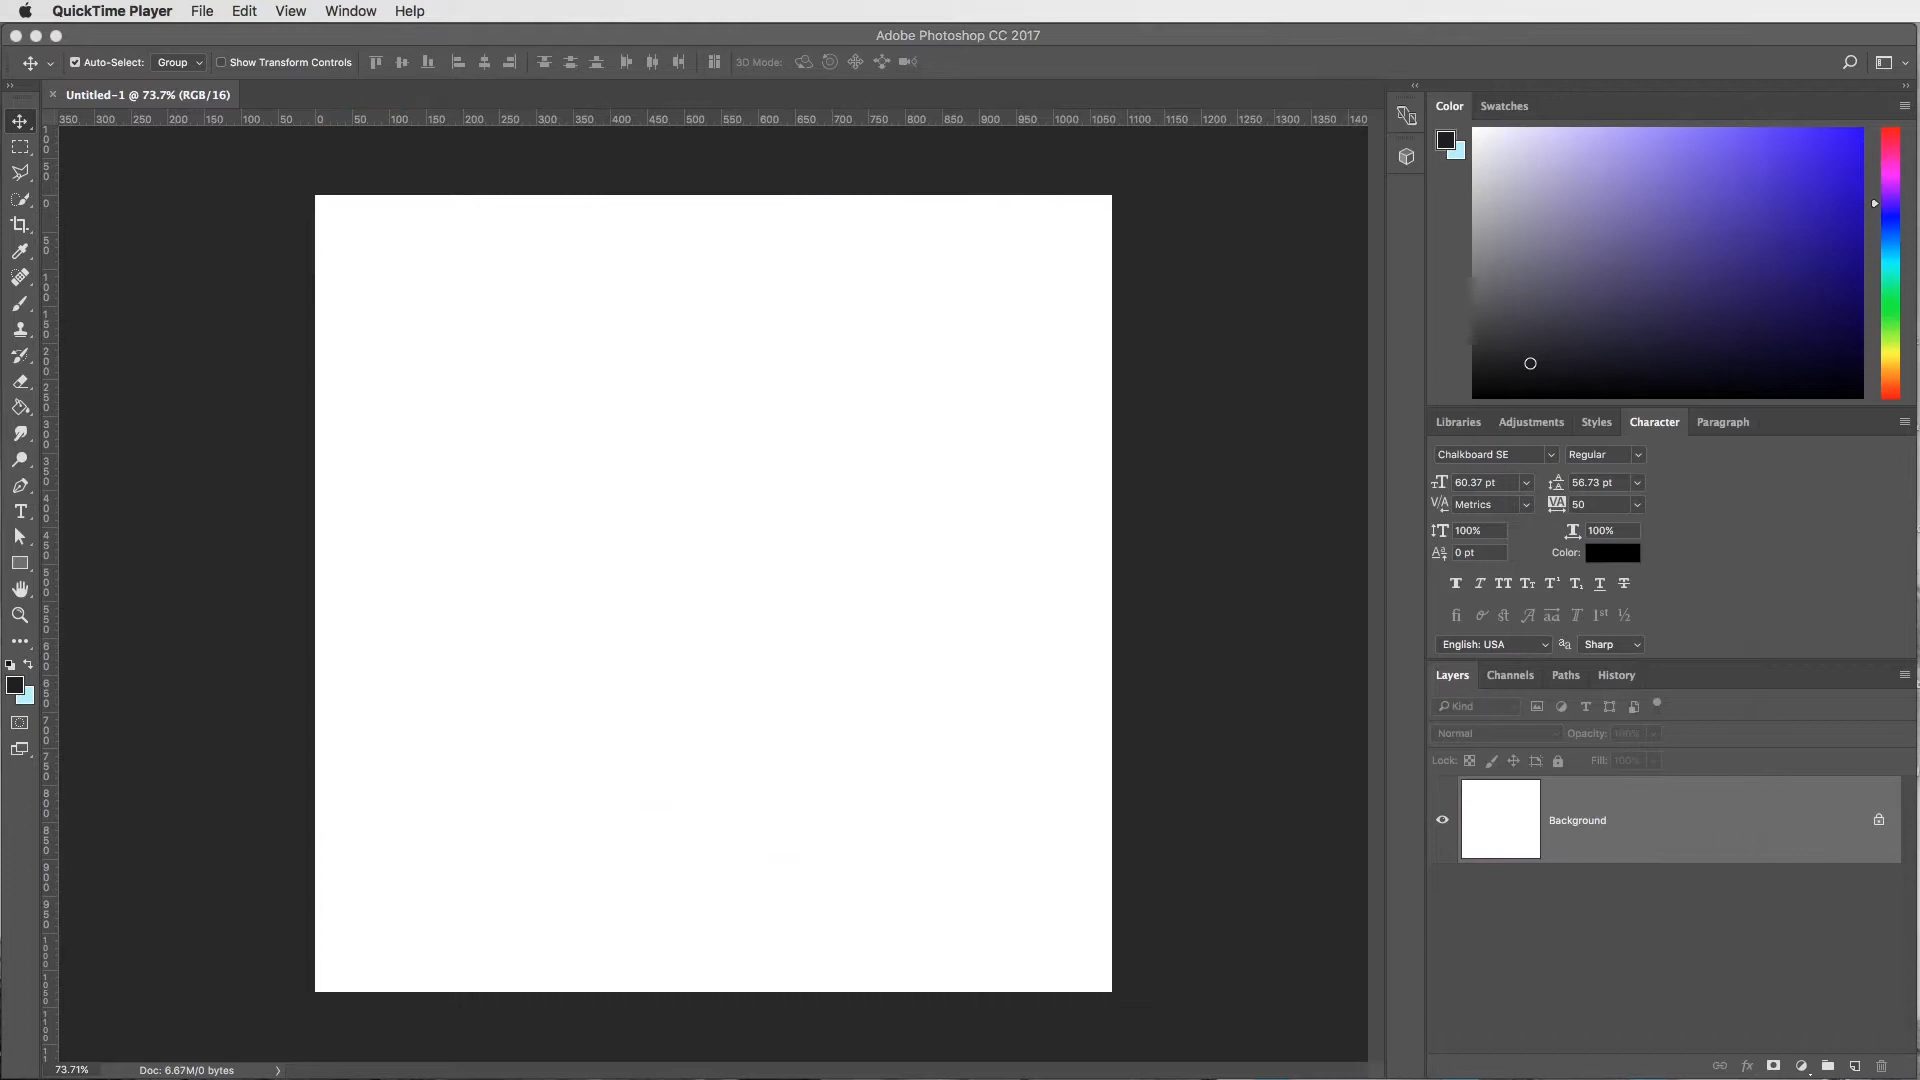 QuickTime Player File Edit View Window Help
Adobe Photoshop CC 2017
Auto-Select: Group Show Transform Controls 3D Mode:
Untitled-1 @ 73.7% (RGB/16)
350 300 250 200 150 100 50 0 50 100 150 200 250 300 350 400 450 500 550 600 650 700 750 800 850 900 950 1000 1050 1100 1150 1200 1250 1300 1350 140
Color Swatches
Libraries Adjustments Styles Character Paragraph
Chalkboard SE Regular
60.37 pt 56.73 pt
Metrics 50
100% 100%
0 pt Color:
English: USA Sharp
Layers Channels Paths History
Kind
Normal Opacity: 100%
Lock: Fill: 100%
Background
73.71% Doc: 6.67M/0 bytes